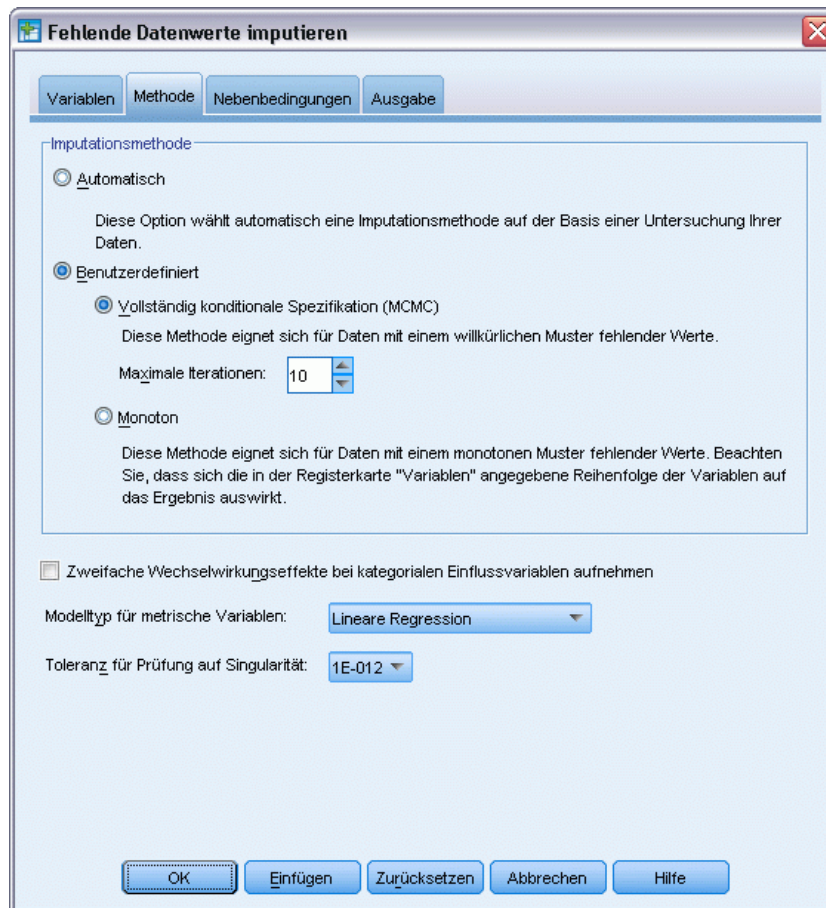 Fehlende Datenwerte imputieren
Variablen Methode Nebenbedingungen Ausgabe
Imputationsmethode
Automatisch
Diese Option wählt automatisch eine Imputationsmethode auf der Basis einer Untersuchung Ihrer
Daten.
Benutzerdefiniert
Vollständig konditionale Spezifikation (MCMC)
Diese Methode eignet sich für Daten mit einem willkürlichen Muster fehlender Werte.
Maximale Iterationen: 10
Monoton
Diese Methode eignet sich für Daten mit einem monotonen Muster fehlender Werte. Beachten
Sie, dass sich die in der Registerkarte "Variablen" angegebene Reihenfolge der Variablen auf
das Ergebnis auswirkt.
Zweifache Wechselwirkungseffekte bei kategorialen Einflussvariablen aufnehmen
Modelltyp für metrische Variablen: Lineare Regression
Toleranz für Prüfung auf Singularität: 1E-012
OK Einfügen Zurücksetzen Abbrechen Hilfe